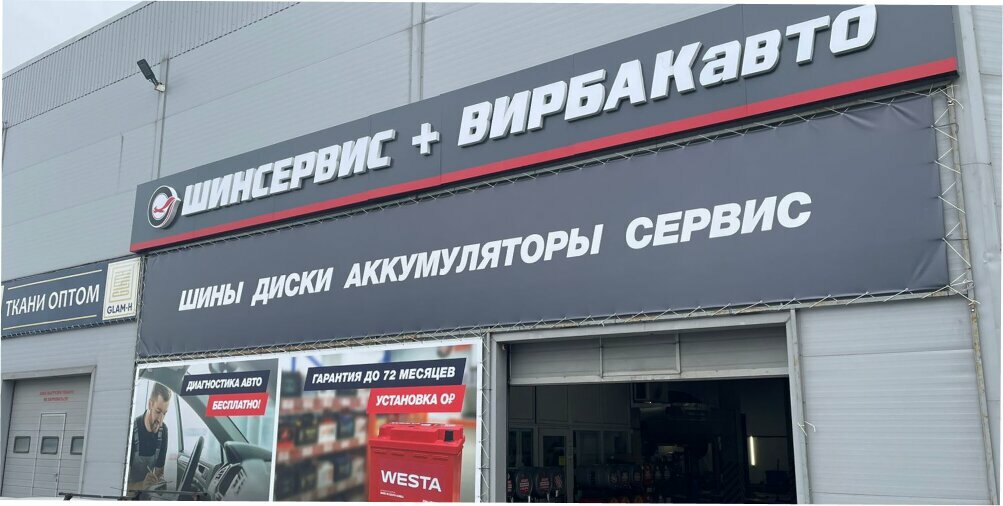 ШИНСЕРВИС + ВИРБАКавто
ШИНЫ ДИСКИ АККУМУЛЯТОРЫ СЕРВИС
ТКАНИ ОПТОМ
GLAM-H
ДИАГНОСТИКА АВТО
БЕСПЛАТНО!
ГАРАНТИЯ ДО 72 МЕСЯЦЕВ
УСТАНОВКА 0₽
WESTA